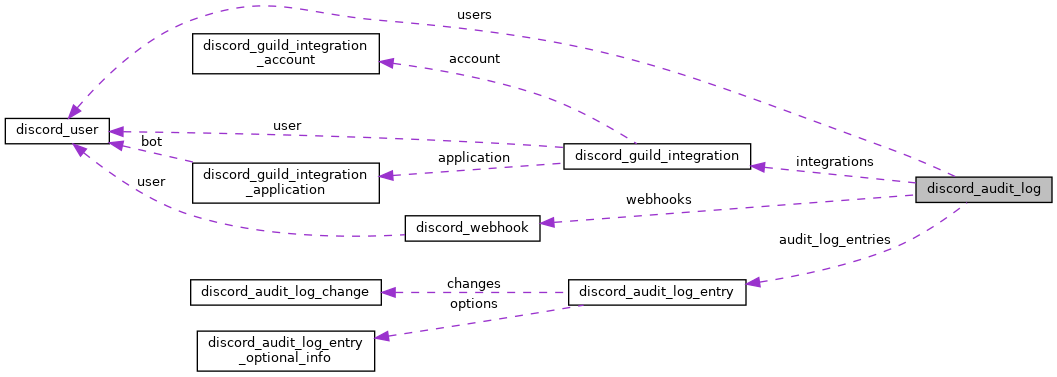 users
discord_guild_integration
_account
account
discord_user
user
bot
discord_guild_integration
application
integrations
discord_guild_integration
_application
user
discord_audit_log
webhooks
discord_webhook
audit_log_entries
changes
discord_audit_log_change
discord_audit_log_entry
options
discord_audit_log_entry
_optional_info